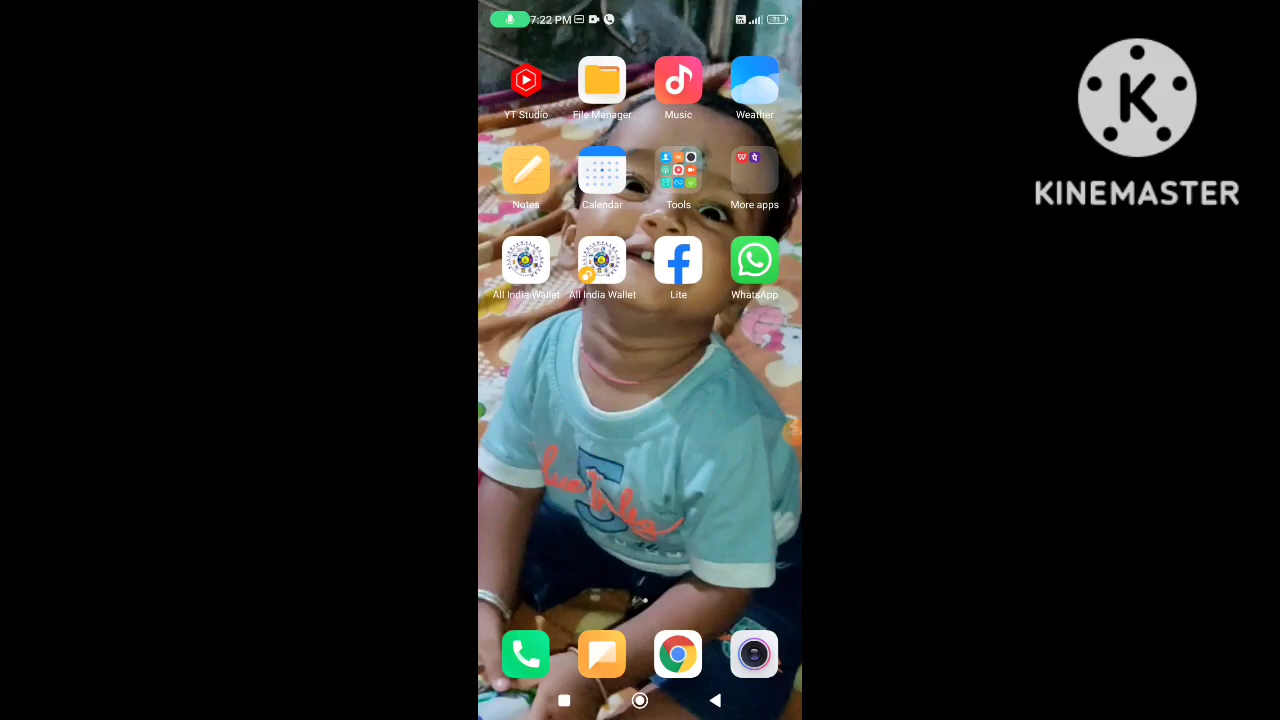 7:22 PM
71
YT Studio File Manager Music Weather
Notes Calendar Tools More apps
All India Wallet All India Wallet Lite WhatsApp
KINEMASTER